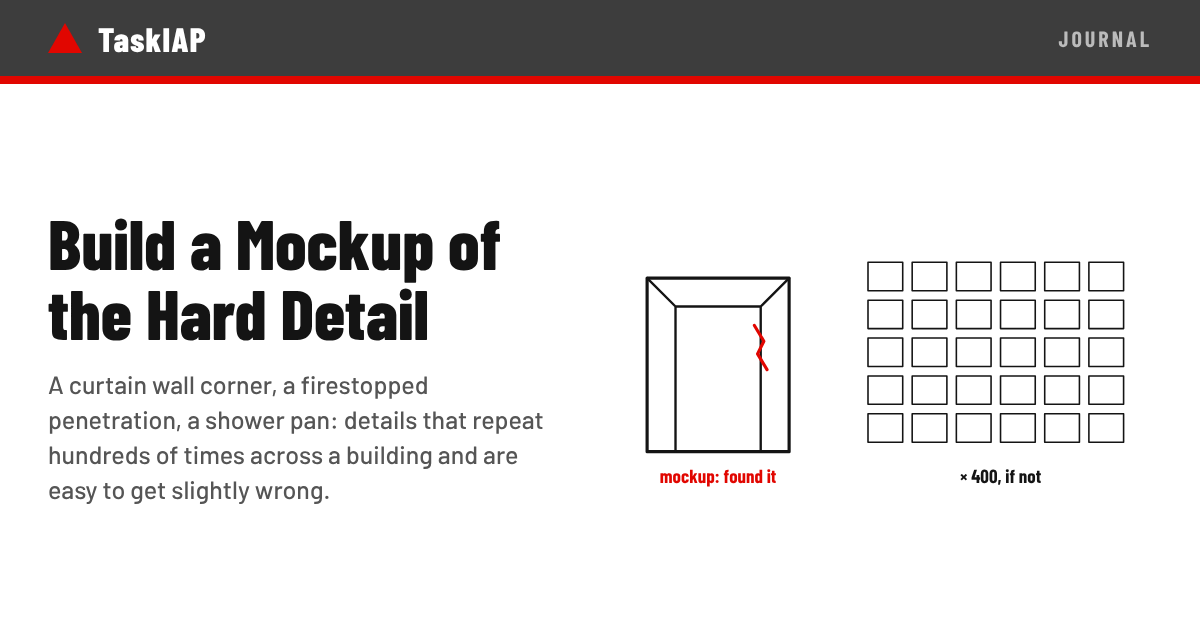 TaskIAP
JOURNAL
Build a Mockup of
the Hard Detail
A curtain wall corner, a firestopped
penetration, a shower pan: details that repeat
hundreds of times across a building and are
easy to get slightly wrong.
mockup: found it
× 400, if not